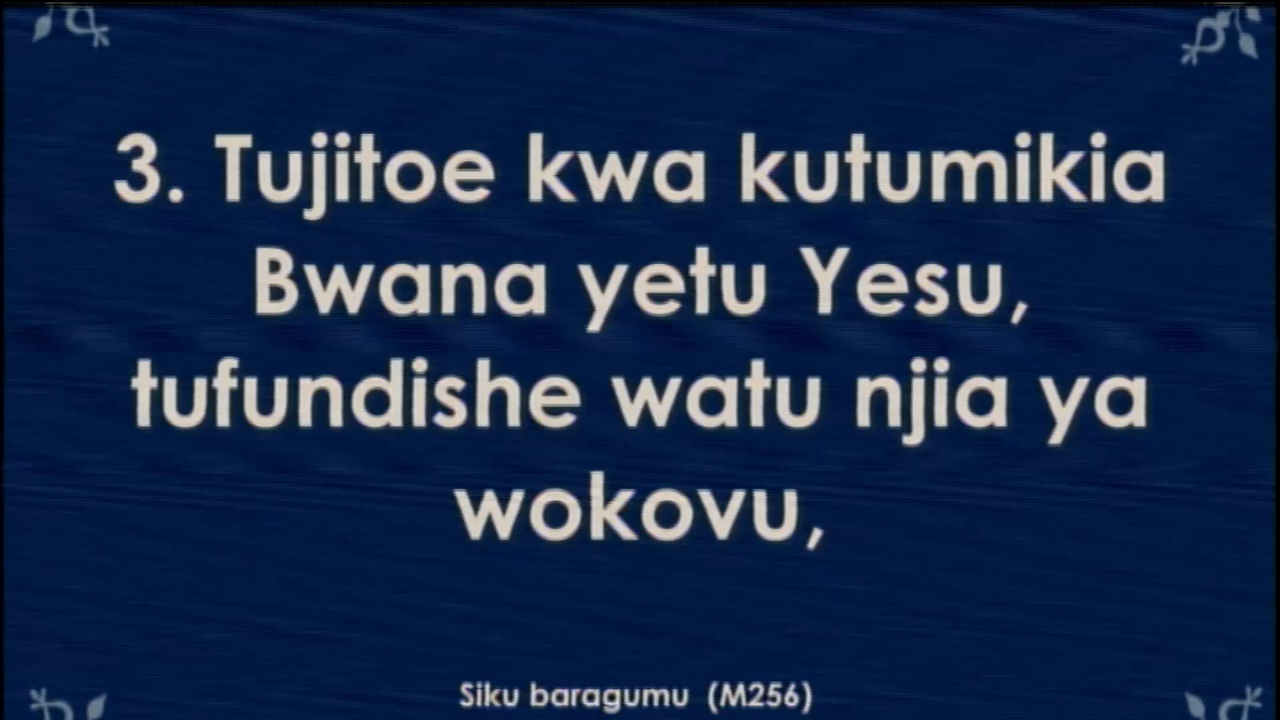 3. Tujitoe kwa kutumikia
Bwana yetu Yesu,
tufundishe watu njia ya
wokovu,
Siku baragumu (M256)